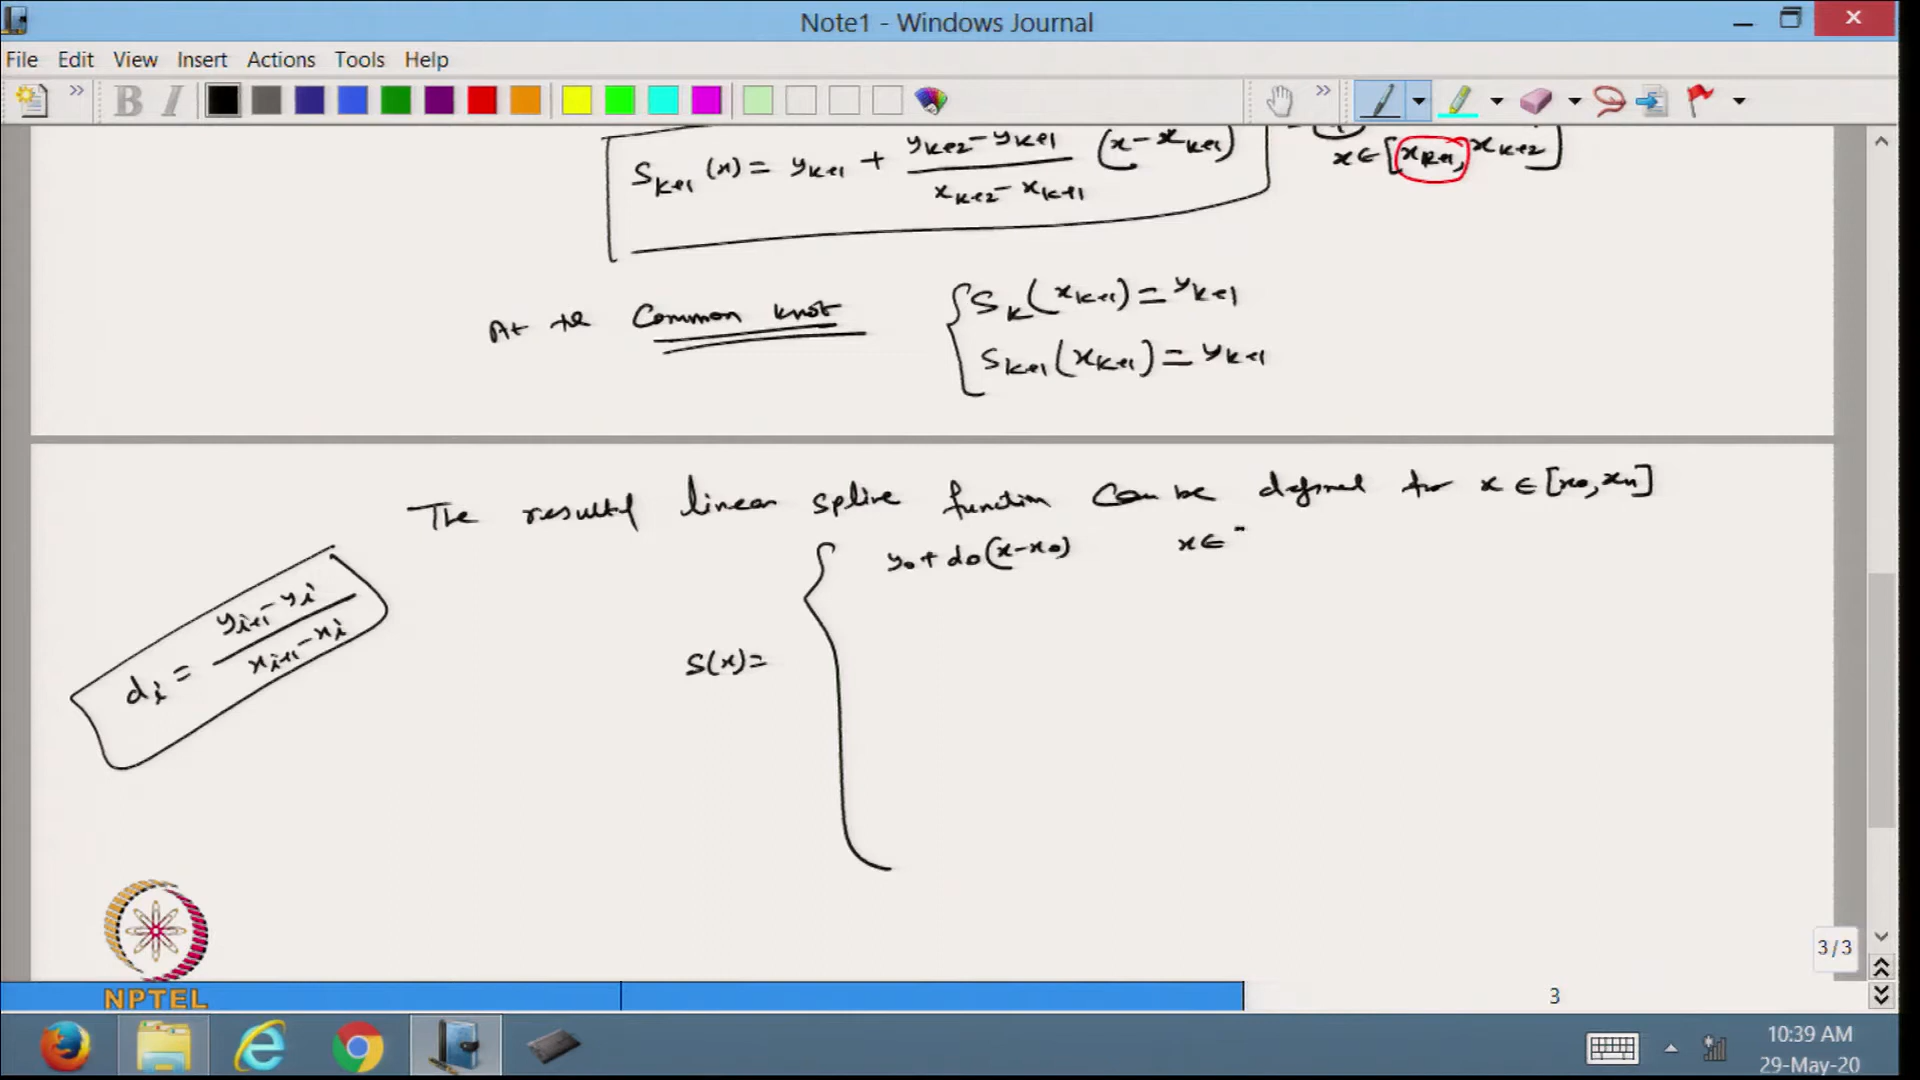 Note1 - Windows Journal
File Edit View Insert Actions Tools Help
B I
S_{k+1}(x) = y_{k+1} + \frac{y_{k+2} - y_{k+1}}{x_{k+2} - x_{k+1}} (x - x_{k+1})
x ∈ [x_{k+1}, x_{k+2}]
At the Common knot
S_k(x_{k+1}) = y_{k+1}
S_{k+1}(x_{k+1}) = y_{k+1}
The linear spline function can be defined for x ∈ [x_0, x_n]
y_0 + d_0(x - x_0) x ∈
d_i = \frac{y_{i+1} - y_i}{x_{i+1} - x_i}
S(x) =
3/3
NPTEL
3
10:39 AM
29-May-20